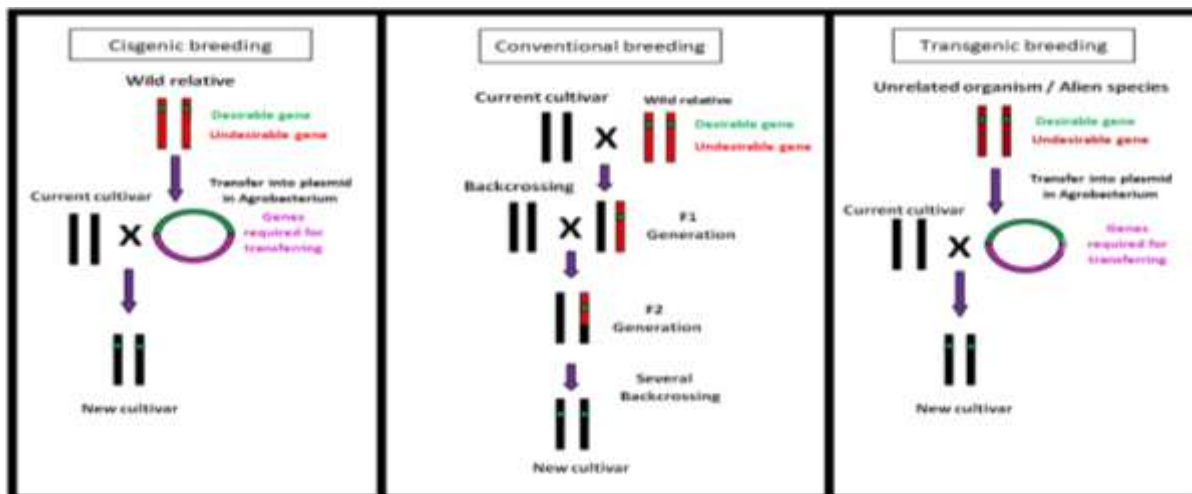 Cisgenic breeding
Wild relative
Desirable gene
Undesirable gene
Transfer into plasmid
in Agrobacterium
Current cultivar
Genes
required for
transferring
New cultivar
Conventional breeding
Current cultivar
Wild relative
Desirable gene
Undesirable gene
Backcrossing
X
F1
Generation
F2
Generation
Several
Backcrossing
New cultivar
Transgenic breeding
Unrelated organism / Alien species
Desirable gene
Undesirable gene
Transfer into plasmid
in Agrobacterium
Current cultivar
Genes
required for
transferring
New cultivar